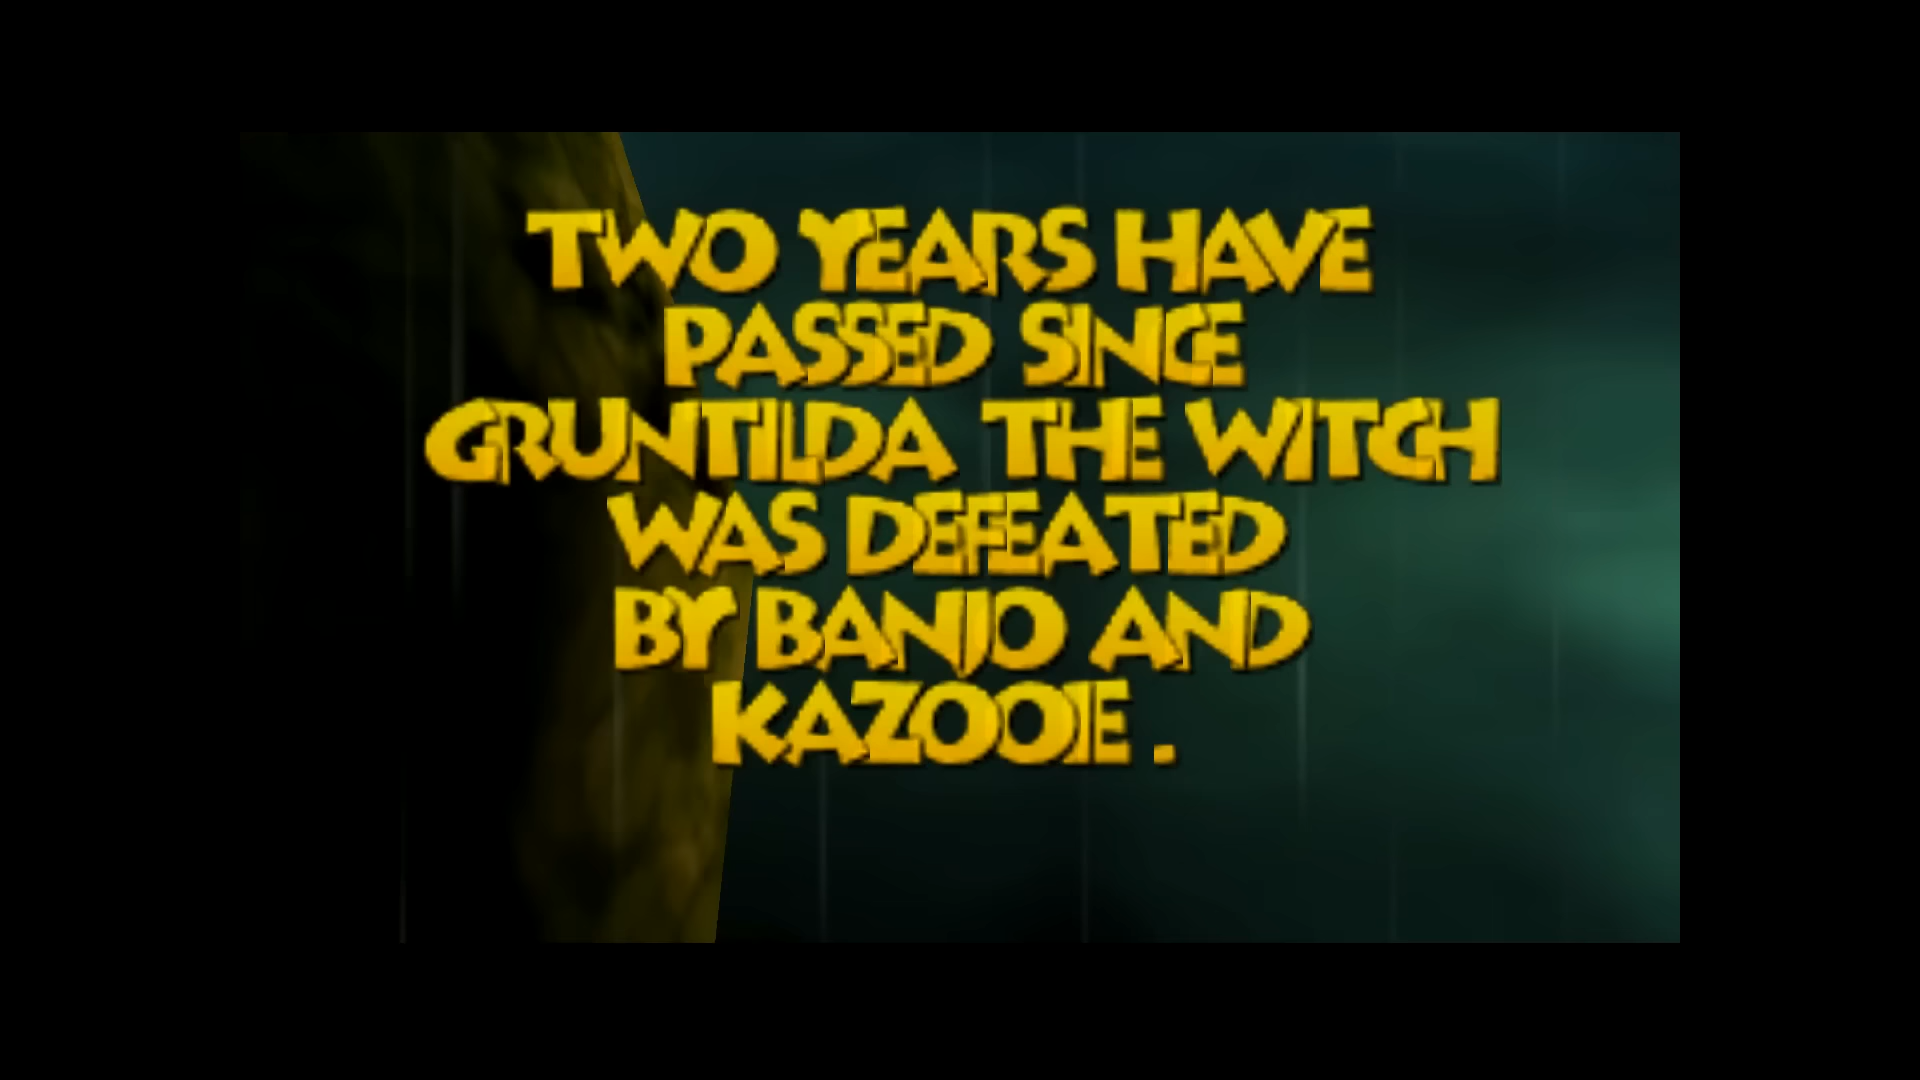 TWO YEARS HAVE
PASSED SINCE
GRUNTILDA THE WITCH
WAS DEFEATED
BY BANJO AND
KAZOOIE .